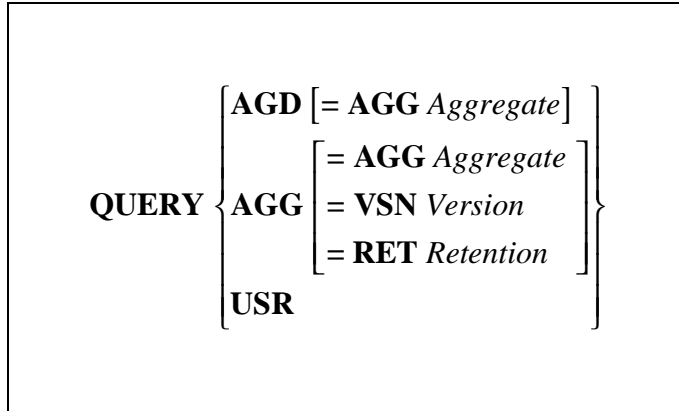 AGD [= AGG Aggregate]
= AGG Aggregate
QUERY AGG = VSN Version
= RET Retention
USR